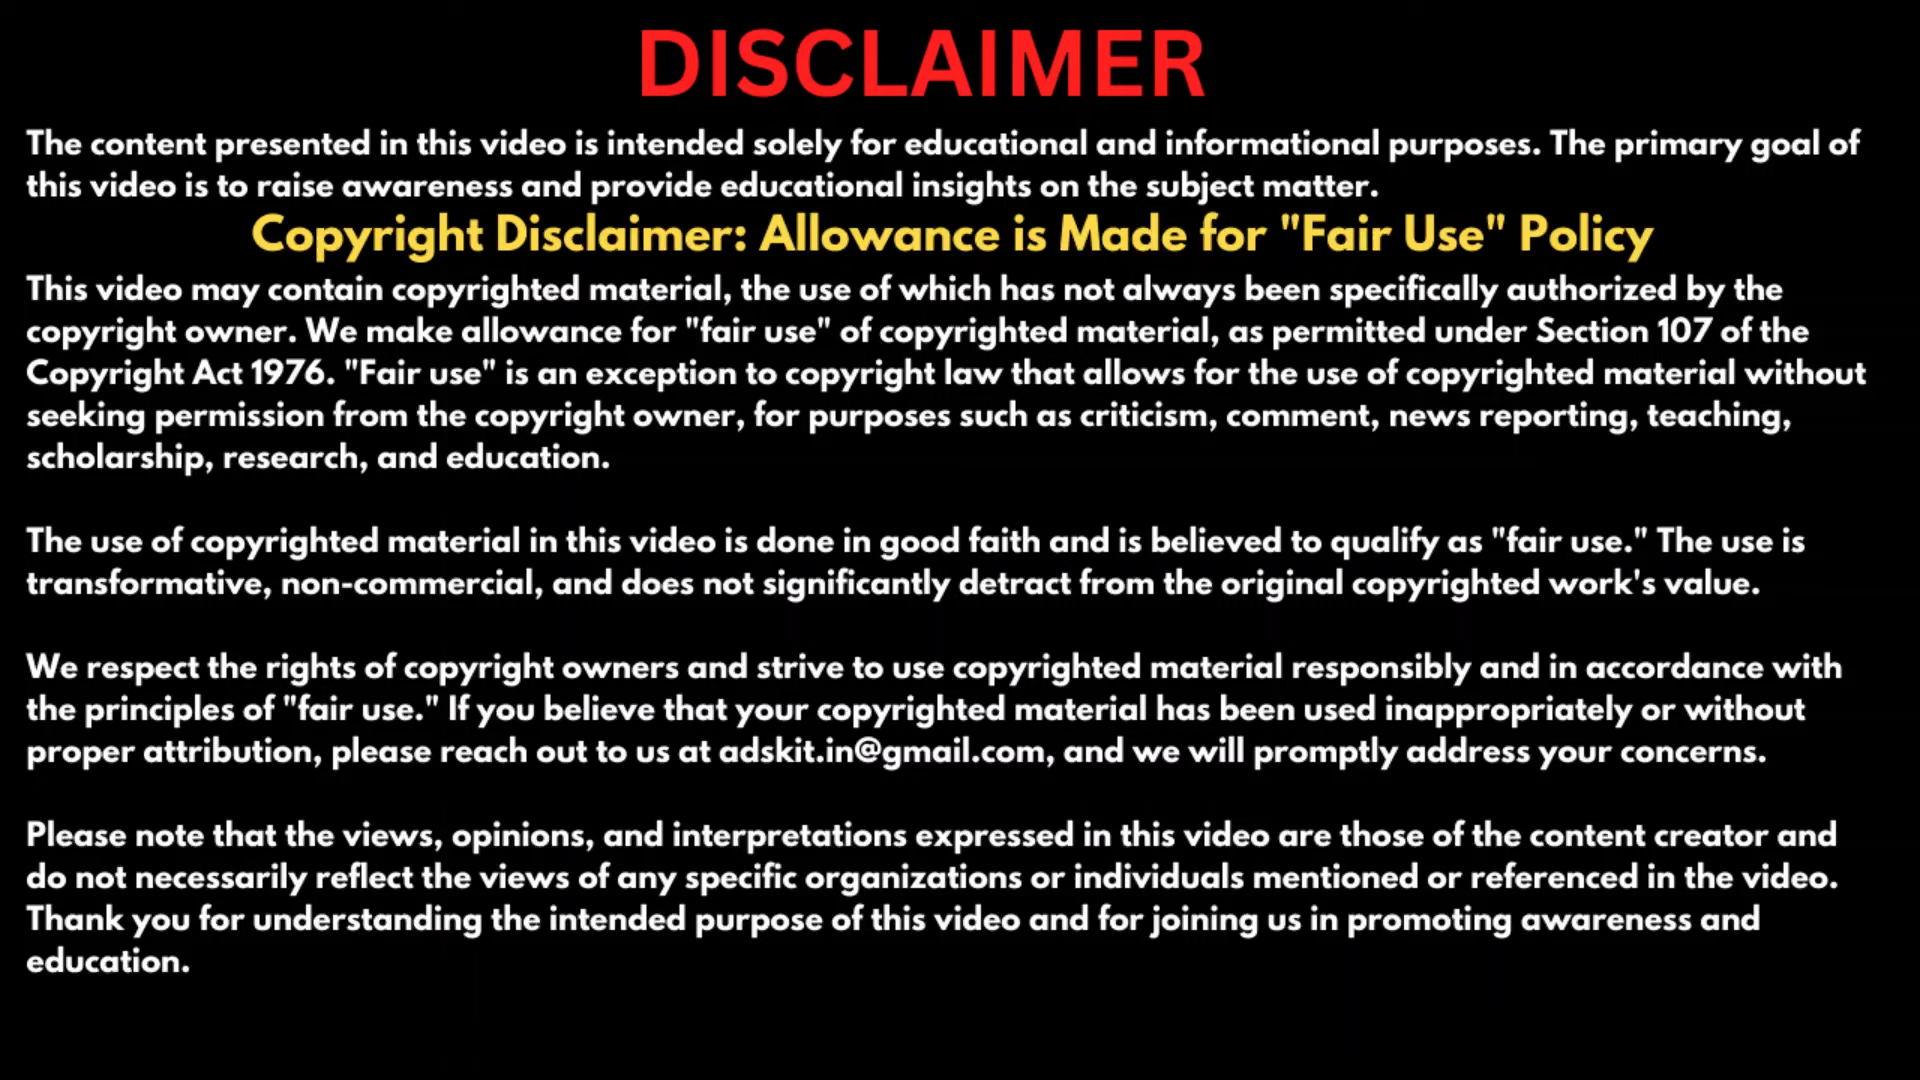 DISCLAIMER
The content presented in this video is intended solely for educational and informational purposes. The primary goal of
this video is to raise awareness and provide educational insights on the subject matter.
Copyright Disclaimer: Allowance is Made for "Fair Use" Policy
This video may contain copyrighted material, the use of which has not always been specifically authorized by the
copyright owner. We make allowance for "fair use" of copyrighted material, as permitted under Section 107 of the
Copyright Act 1976. "Fair use" is an exception to copyright law that allows for the use of copyrighted material without
seeking permission from the copyright owner, for purposes such as criticism, comment, news reporting, teaching,
scholarship, research, and education.
The use of copyrighted material in this video is done in good faith and is believed to qualify as "fair use." The use is
transformative, non-commercial, and does not significantly detract from the original copyrighted work's value.
We respect the rights of copyright owners and strive to use copyrighted material responsibly and in accordance with
the principles of "fair use." If you believe that your copyrighted material has been used inappropriately or without
proper attribution, please reach out to us at adskit.in@gmail.com, and we will promptly address your concerns.
Please note that the views, opinions, and interpretations expressed in this video are those of the content creator and
do not necessarily reflect the views of any specific organizations or individuals mentioned or referenced in the video.
Thank you for understanding the intended purpose of this video and for joining us in promoting awareness and
education.